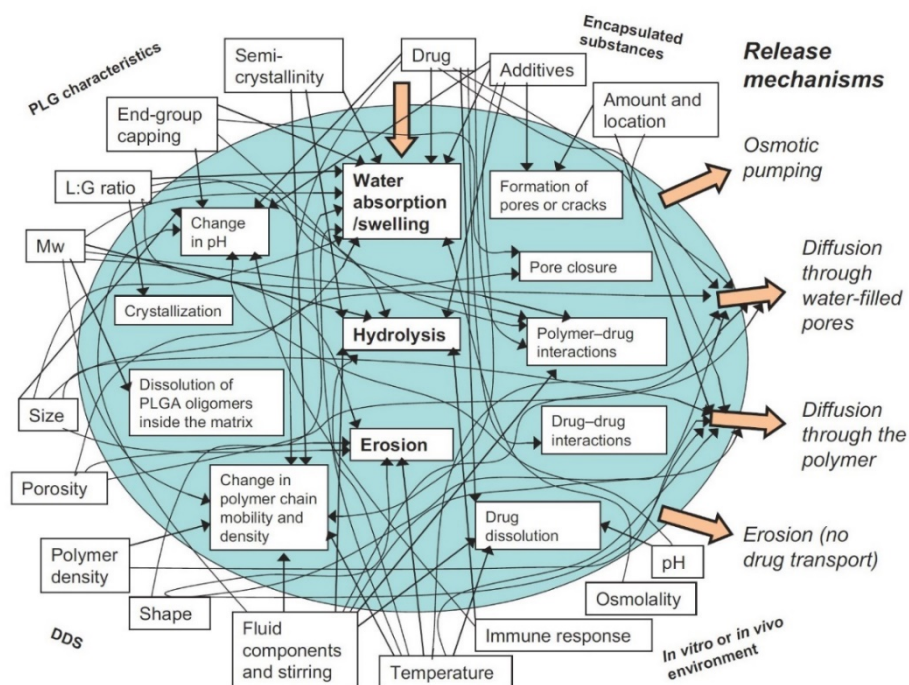 PLG characteristics
Semi-
crystallinity
Drug
Encapsulated
substances
Additives
Release
mechanisms
End-group
capping
Amount and
location
Osmotic
pumping
L:G ratio
Water
absorption
/swelling
Formation of
pores or cracks
Change
in pH
Mw
Pore closure
Diffusion
through
water-filled
pores
Crystallization
Hydrolysis
Polymer–drug
interactions
Dissolution of
PLGA oligomers
inside the matrix
Size
Drug–drug
interactions
Diffusion
through the
polymer
Erosion
Porosity
Change in
polymer chain
mobility and
density
Drug
dissolution
Erosion (no
drug transport)
Polymer
density
pH
Osmolality
Shape
DDS
Fluid
components
and stirring
Immune response
Temperature
In vitro or in vivo
environment